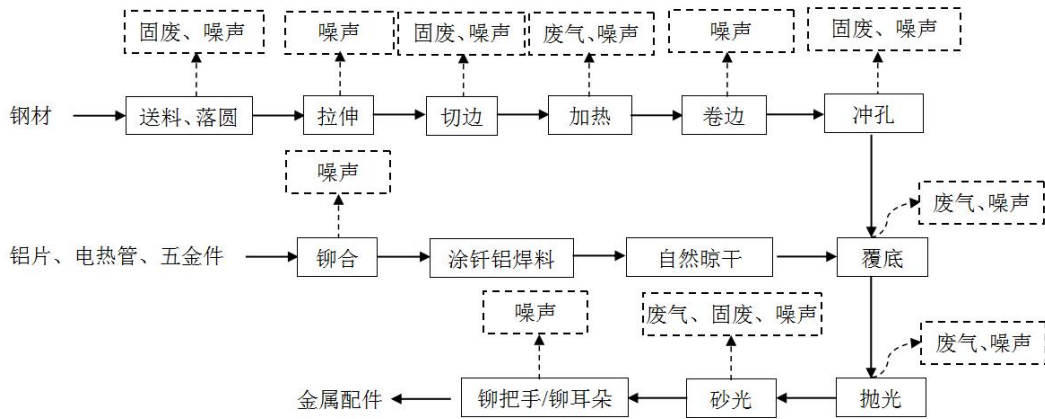 固废、噪声 噪声 固废、噪声 废气、噪声 噪声 固废、噪声
钢材 送料、落圆 拉伸 切边 加热 卷边 冲孔
噪声 废气、噪声
铝片、电热管、五金件 铆合 涂钎铝焊料 自然晾干 覆底
噪声 废气、固废、噪声 废气、噪声
金属配件 铆把手/铆耳朵 砂光 抛光